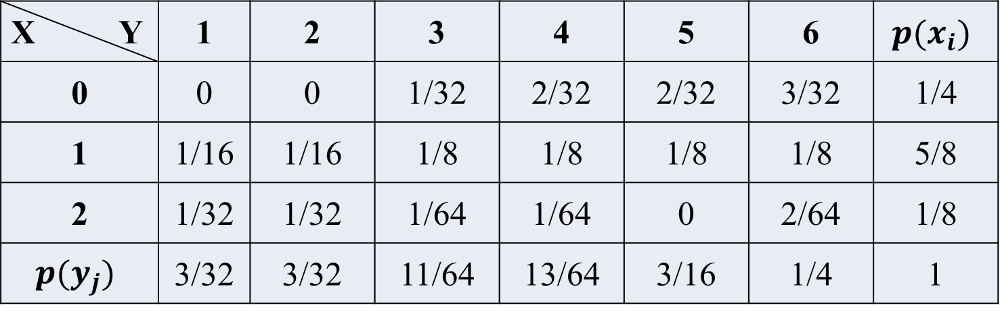 X Y 1 2 3 4 5 6 p(xᵢ)
0 0 0 1/32 2/32 2/32 3/32 1/4
1 1/16 1/16 1/8 1/8 1/8 1/8 5/8
2 1/32 1/32 1/64 1/64 0 2/64 1/8
p(yⱼ) 3/32 3/32 11/64 13/64 3/16 1/4 1